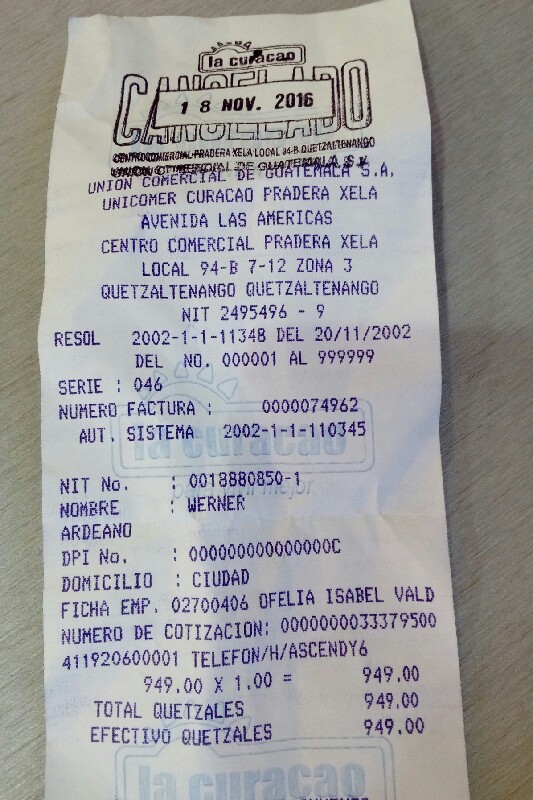 la curacao
CANCELADO
18 NOV. 2016
CENTRO COMERCIAL PRADERA XELA LOCAL 94-B QUETZALTENANGO
UNION COMERCIAL DE GUATEMALA S.A.
UNION COMERCIAL DE GUATEMALA S.A.
UNICOMER CURACAO PRADERA XELA
AVENIDA LAS AMERICAS
CENTRO COMERCIAL PRADERA XELA
LOCAL 94-B 7-12 ZONA 3
QUETZALTENANGO QUETZALTENANGO
NIT 2495496 - 9
RESOL 2002-1-1-11348 DEL 20/11/2002
DEL NO. 000001 AL 999999
SERIE : 046
NUMERO FACTURA : 0000074962
AUT. SISTEMA 2002-1-1-110345
la curacao
NIT No. : 0018880850-1
mejor
NOMBRE : WERNER
ARDEANO
DPI No. : 00000000000000C
DOMICILIO : CIUDAD
FICHA EMP. 02700406 OFELIA ISABEL VALD
NUMERO DE COTIZACION: 0000000033379500
411920600001 TELEFON/H/ASCENDY6
949.00 X 1.00 = 949.00
TOTAL QUETZALES 949.00
EFECTIVO QUETZALES 949.00
la curacao